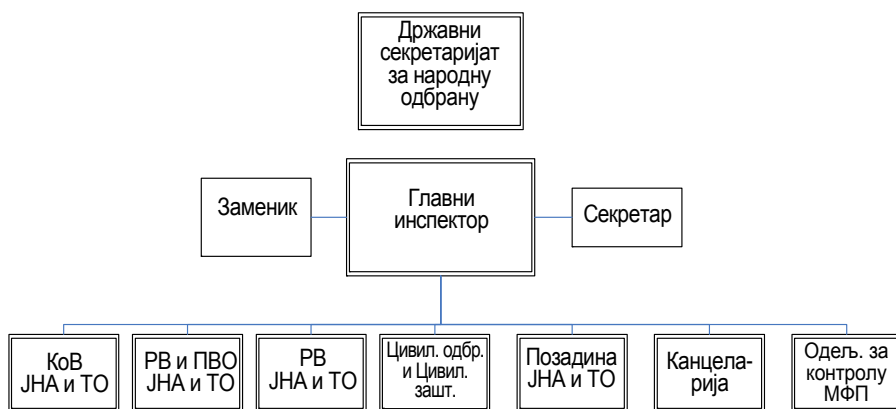 Државни
секретаријат
за народну
одбрану
Заменик
Главни
инспектор
Секретар
КоВ
ЈНА и ТО
РВ и ПВО
ЈНА и ТО
РВ
ЈНА и ТО
Цивил. одбр.
и Цивил.
зашт.
Позадина
ЈНА и ТО
Канцела-
рија
Одељ. за
контролу
МФП